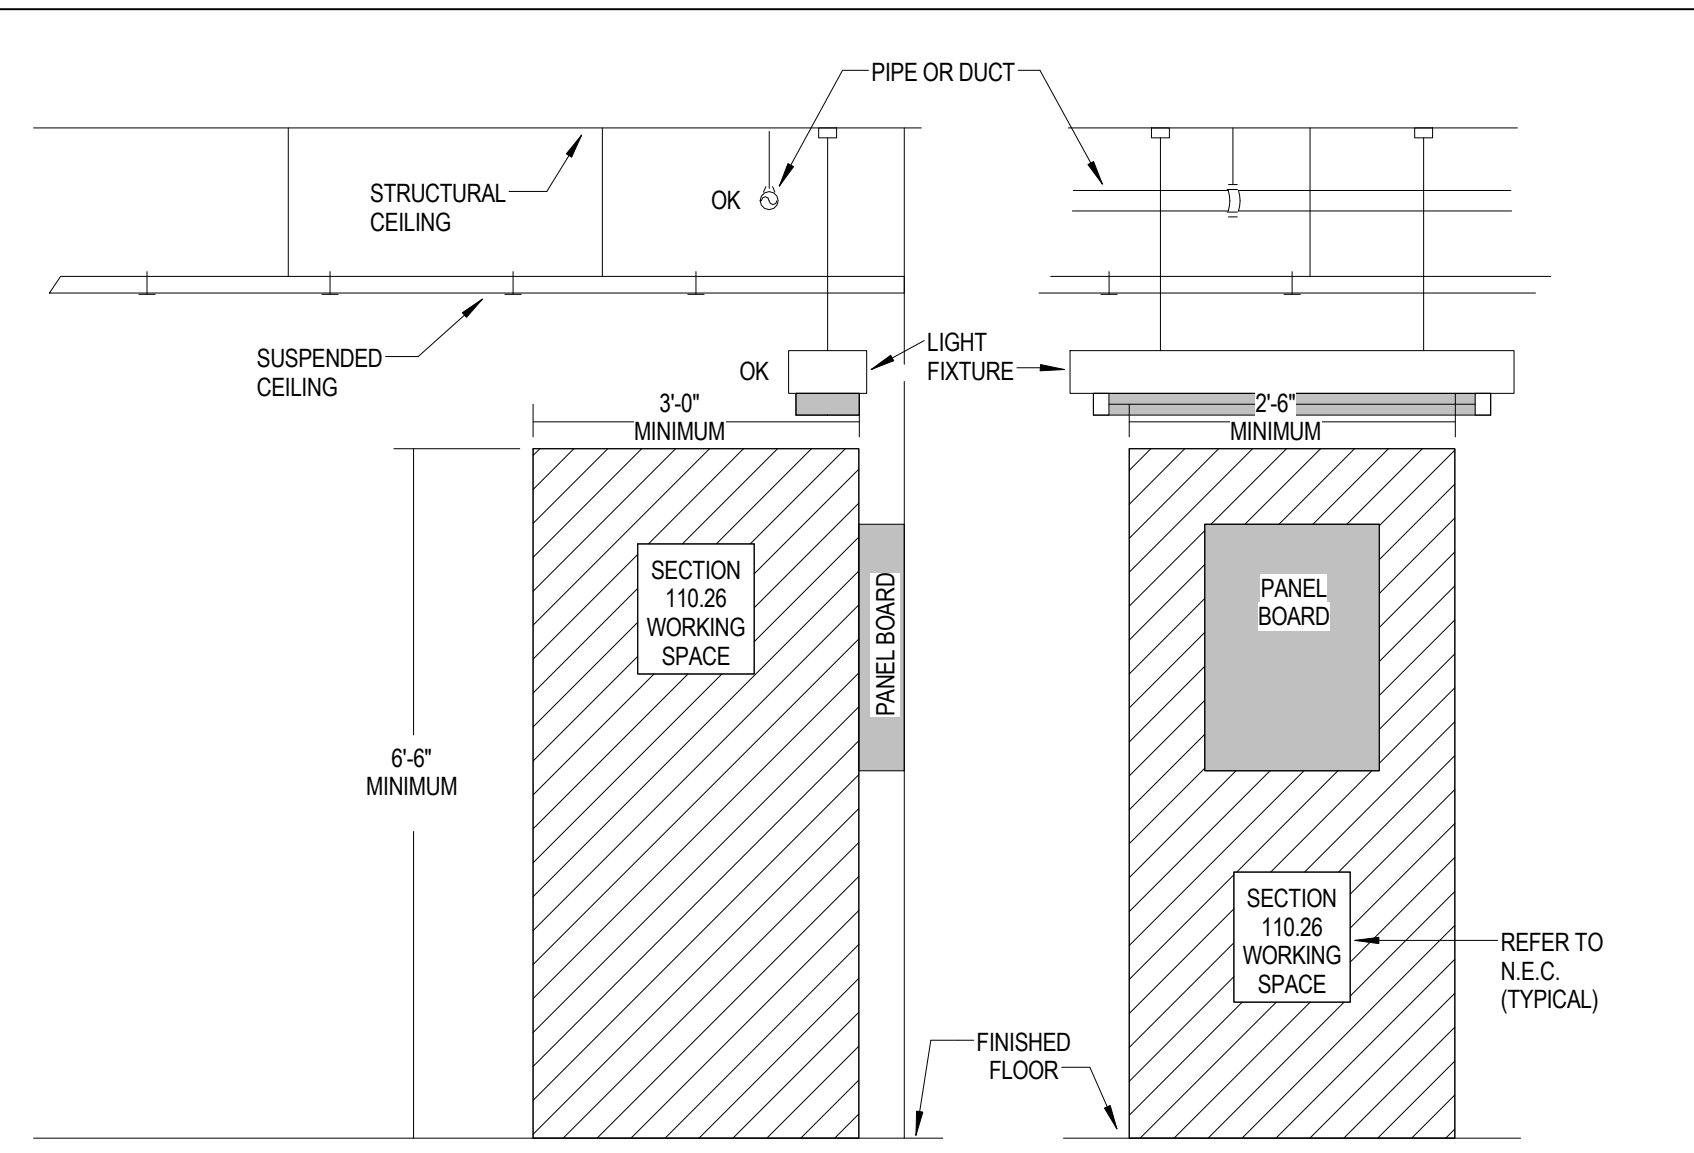 PIPE OR DUCT
STRUCTURAL
CEILING
OK
SUSPENDED
CEILING
OK
LIGHT
FIXTURE
3'-0"
MINIMUM
2'-6"
MINIMUM
SECTION
110.26
WORKING
SPACE
PANEL BOARD
PANEL
BOARD
6'-6"
MINIMUM
SECTION
110.26
WORKING
SPACE
REFER TO
N.E.C.
(TYPICAL)
FINISHED
FLOOR